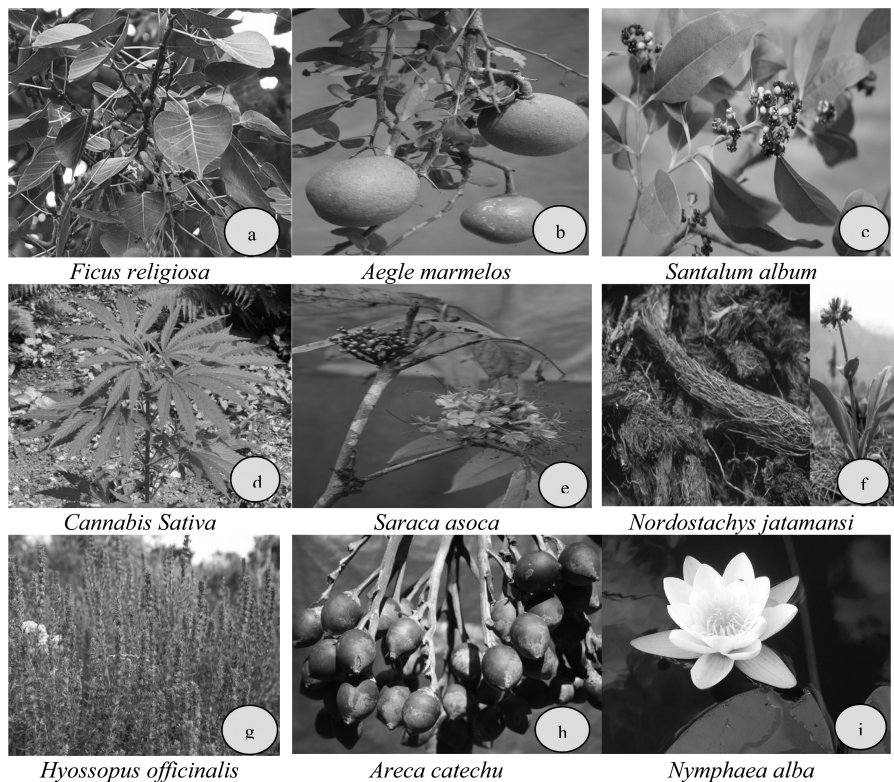 a b c
Ficus religiosa Aegle marmelos Santalum album
d e f
Cannabis Sativa Saraca asoca Nordostachys jatamansi
g h i
Hyossopus officinalis Areca catechu Nymphaea alba